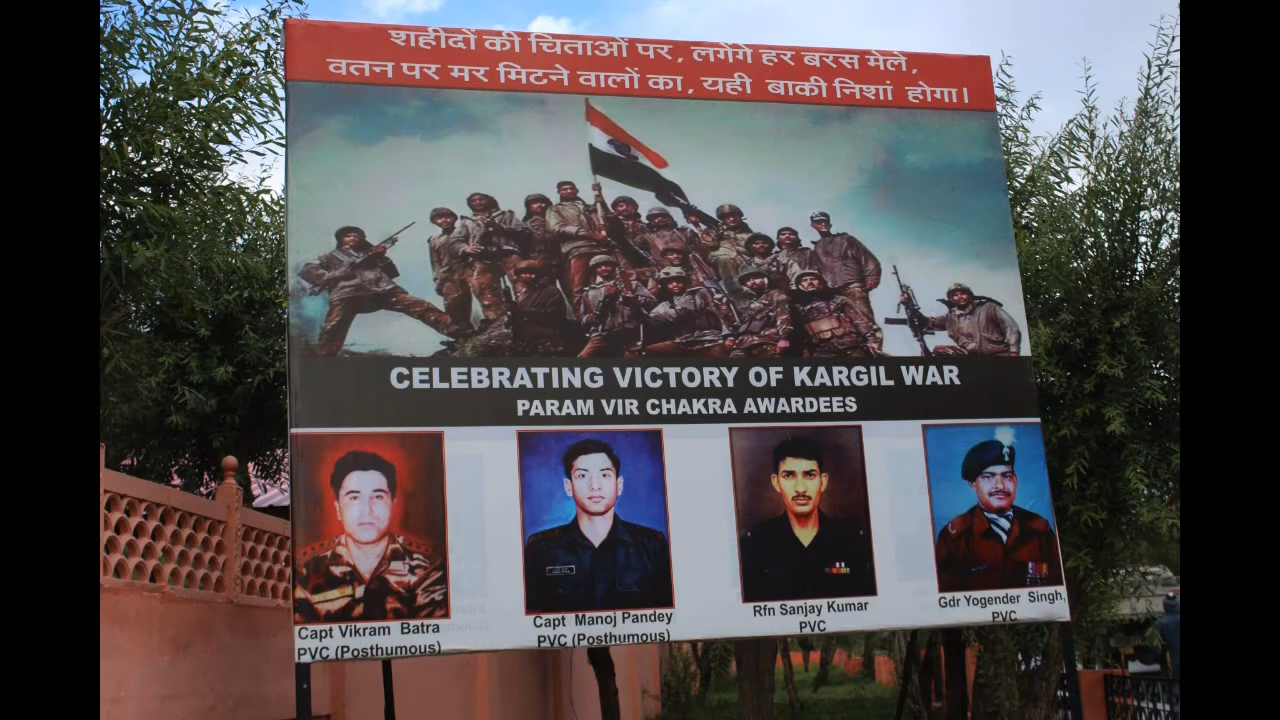 शहीदों की चिताओं पर, लगेंगे हर बरस मेले,
वतन पर मर मिटने वालों का, यही बाकी निशां होगा।
CELEBRATING VICTORY OF KARGIL WAR
PARAM VIR CHAKRA AWARDEES
Capt Vikram Batra
PVC (Posthumous)
Capt Manoj Pandey
PVC (Posthumous)
Rfn Sanjay Kumar
PVC
Gdr Yogender Singh,
PVC